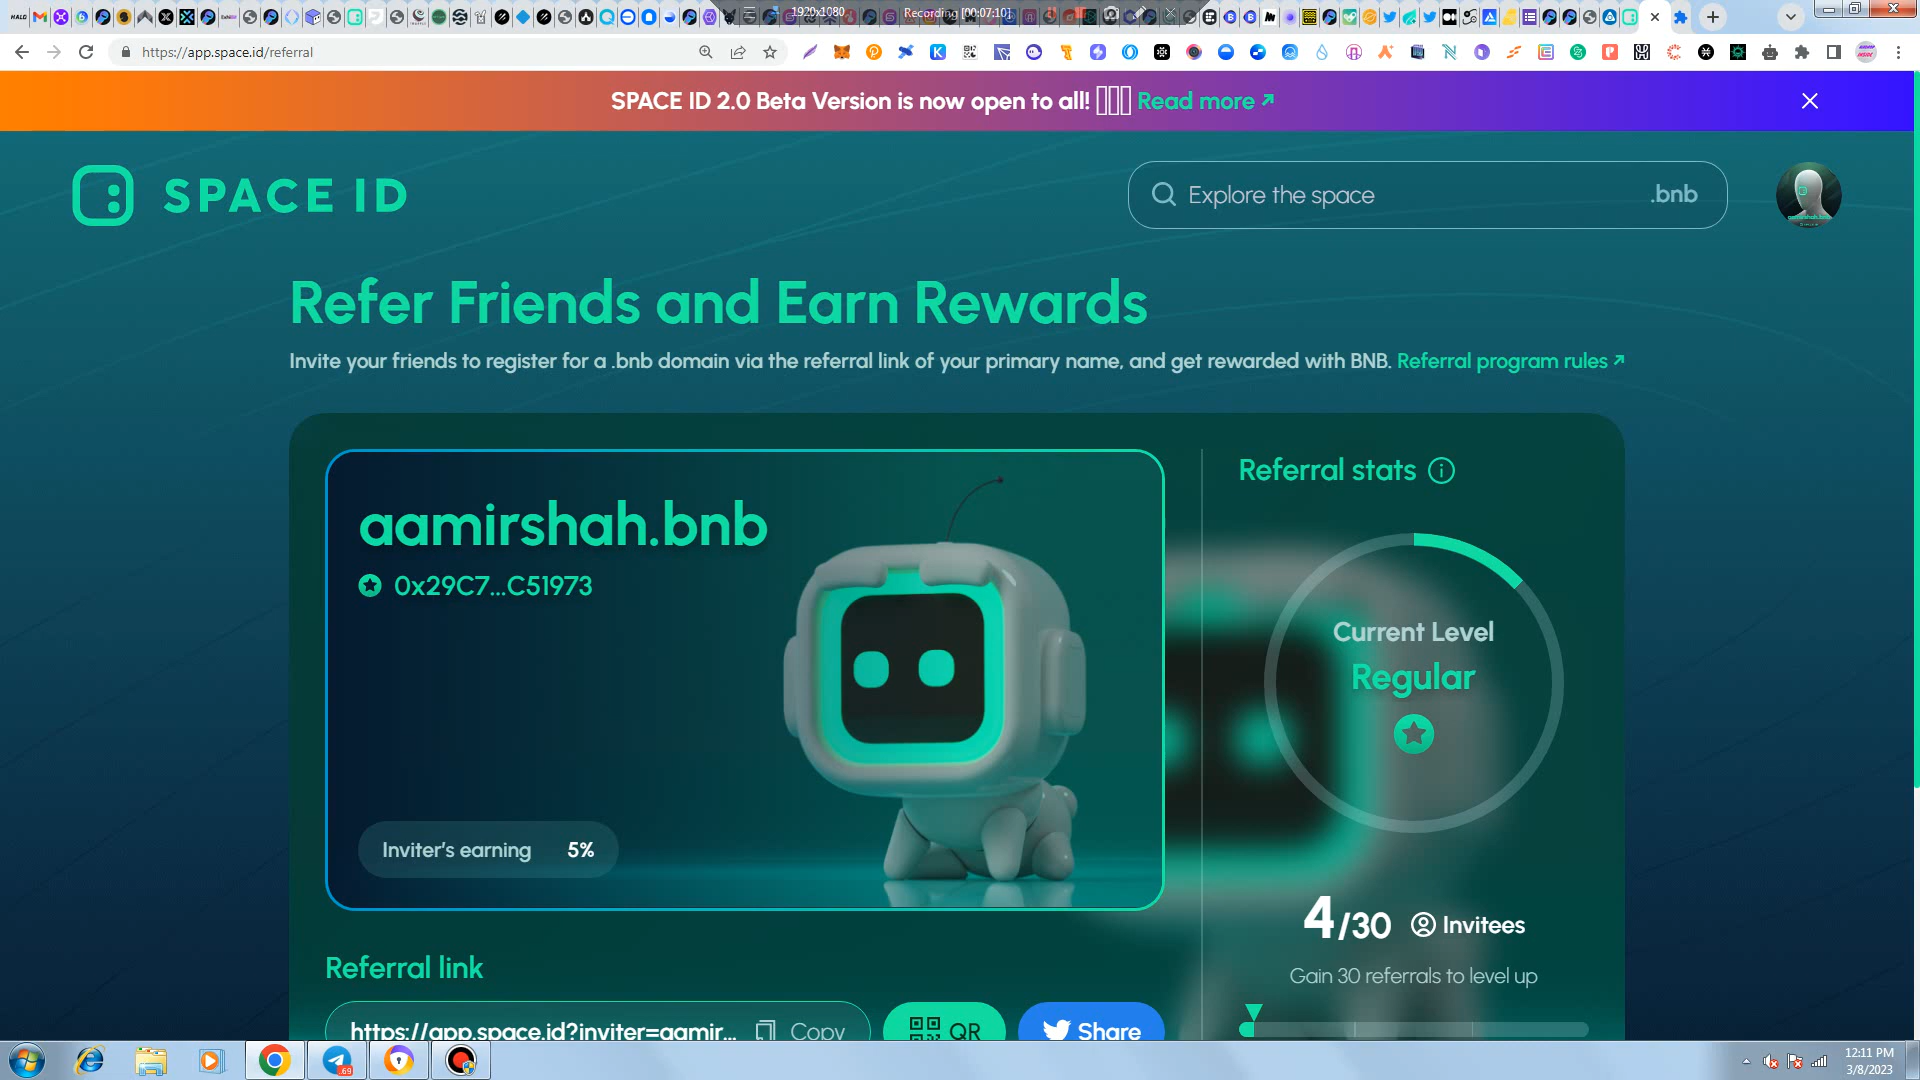 1920x1080
Recording [00:07:10]
https://app.space.id/referral
SPACE ID 2.0 Beta Version is now open to all! Read more
SPACE ID
Explore the space
.bnb
Refer Friends and Earn Rewards
Invite your friends to register for a .bnb domain via the referral link of your primary name, and get rewarded with BNB. Referral program rules
aamirshah.bnb
0x29C7...C51973
Inviter's earning 5%
Referral stats
Current Level
Regular
4/30 Invitees
Gain 30 referrals to level up
Referral link
https://app.space.id?inviter=aamir... Copy
QR
Share
12:11 PM
3/8/2023